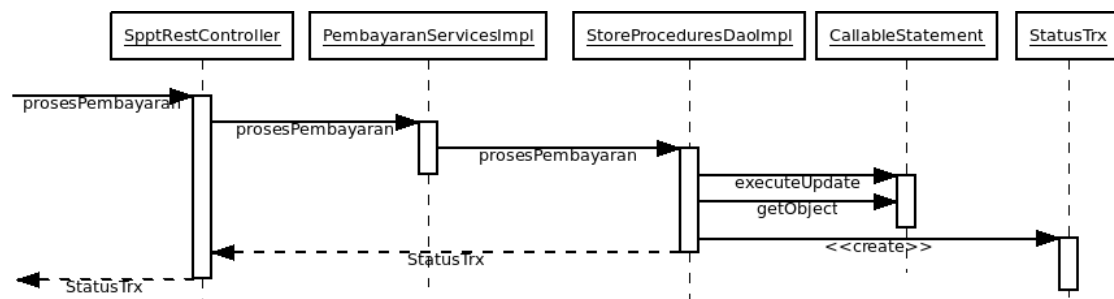 SpptRestController
PembayaranServicesImpl
StoreProceduresDaoImpl
CallableStatement
StatusTrx
prosesPembayaran
prosesPembayaran
prosesPembayaran
executeUpdate
getObject
<<create>>
StatusTrx
StatusTrx